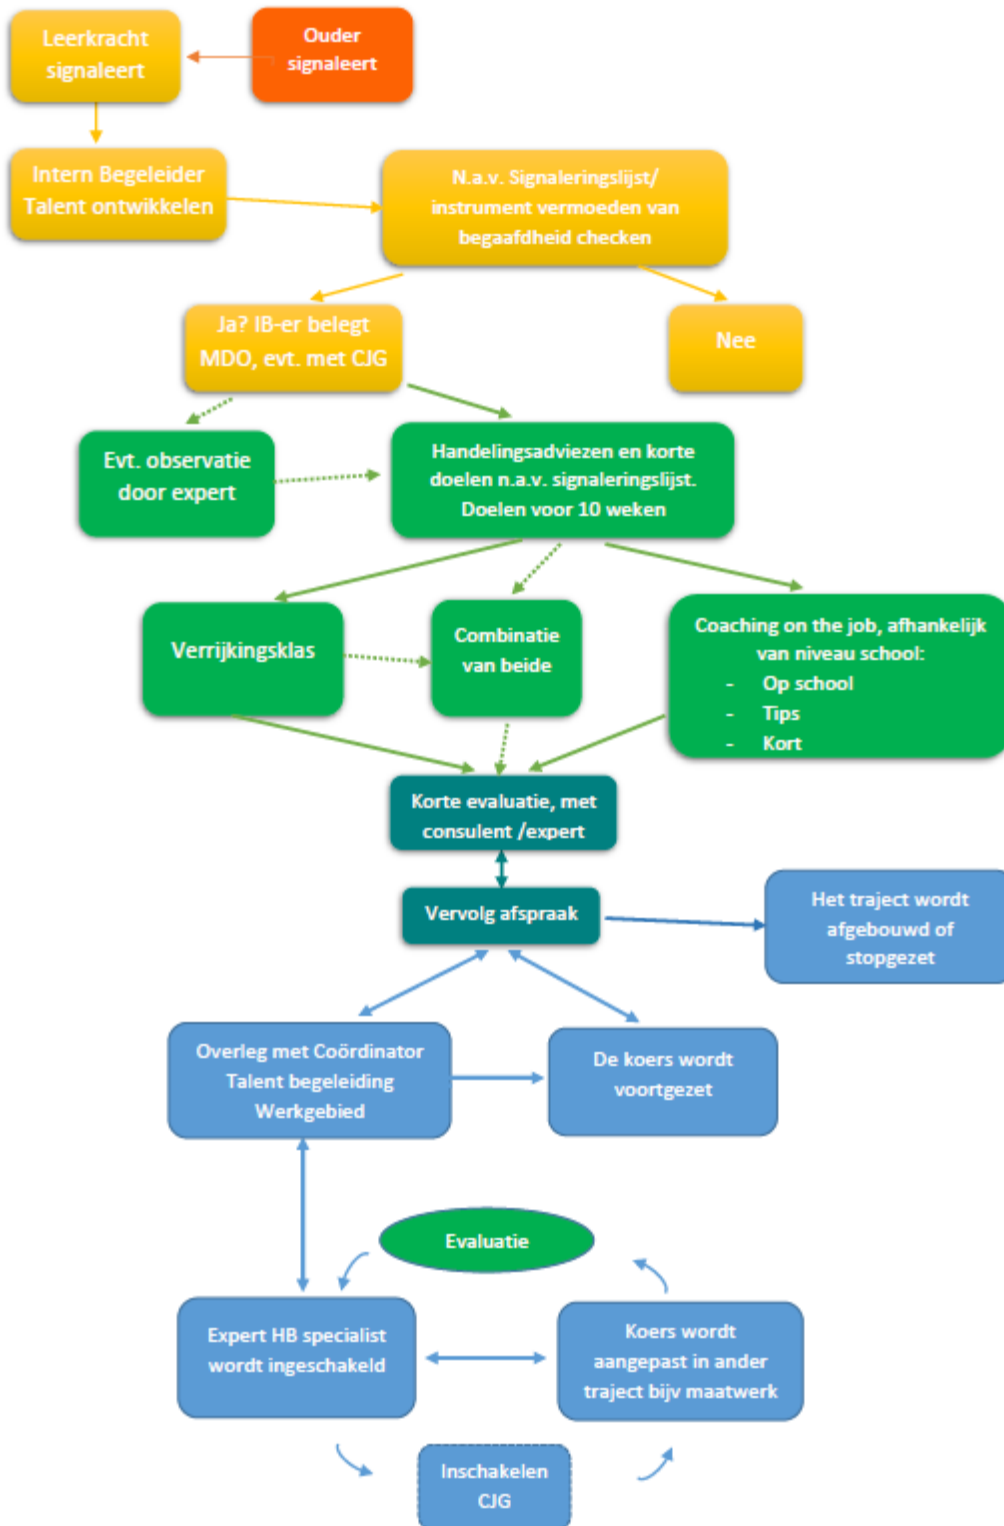 Leerkracht
signaleert
Ouder
signaleert
Intern Begeleider
Talent ontwikkelen
N.a.v. Signaleringslijst/
instrument vermoeden van
begaafdheid checken
Ja? IB-er belegt
MDO, evt. met CJG
Nee
Evt. observatie
door expert
Handelingsadviezen en korte
doelen n.a.v. signaleringslijst.
Doelen voor 10 weken
Verrijkingsklas
Combinatie
van beide
Coaching on the job, afhankelijk
van niveau school:
- Op school
- Tips
- Kort
Korte evaluatie, met
consulent /expert
Vervolg afspraak
Het traject wordt
afgebouwd of
stopgezet
Overleg met Coördinator
Talent begeleiding
Werkgebied
De koers wordt
voortgezet
Evaluatie
Expert HB specialist
wordt ingeschakeld
Koers wordt
aangepast in ander
traject bijv maatwerk
Inschakelen
CJG